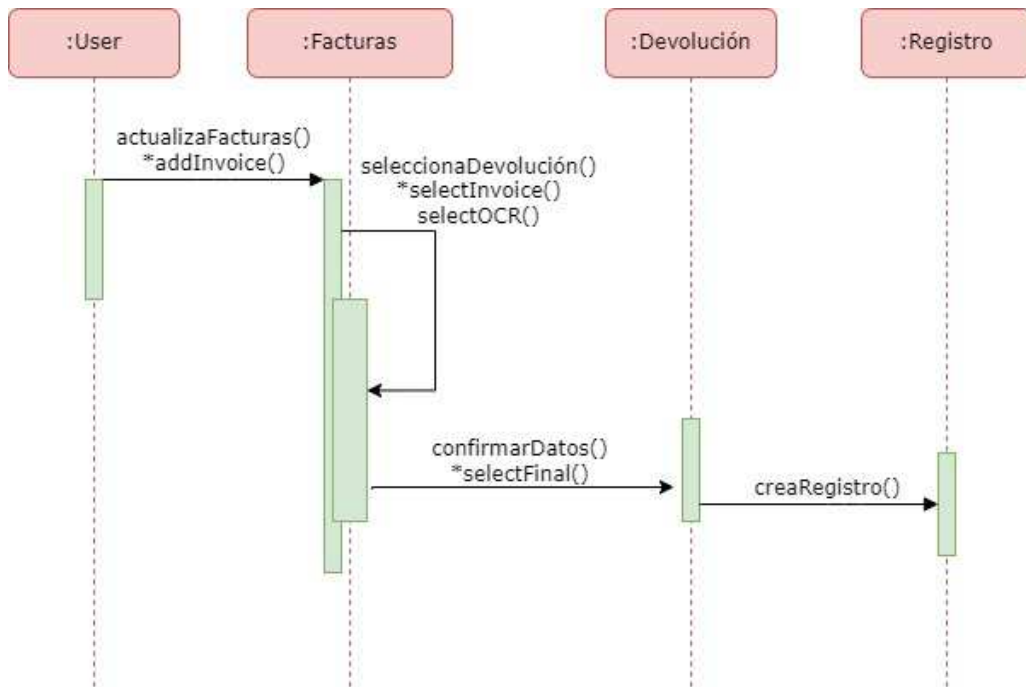 :User
:Facturas
:Devolución
:Registro
actualizaFacturas()
*addInvoice()
seleccionaDevolución()
*selectInvoice()
selectOCR()
confirmarDatos()
*selectFinal()
creaRegistro()